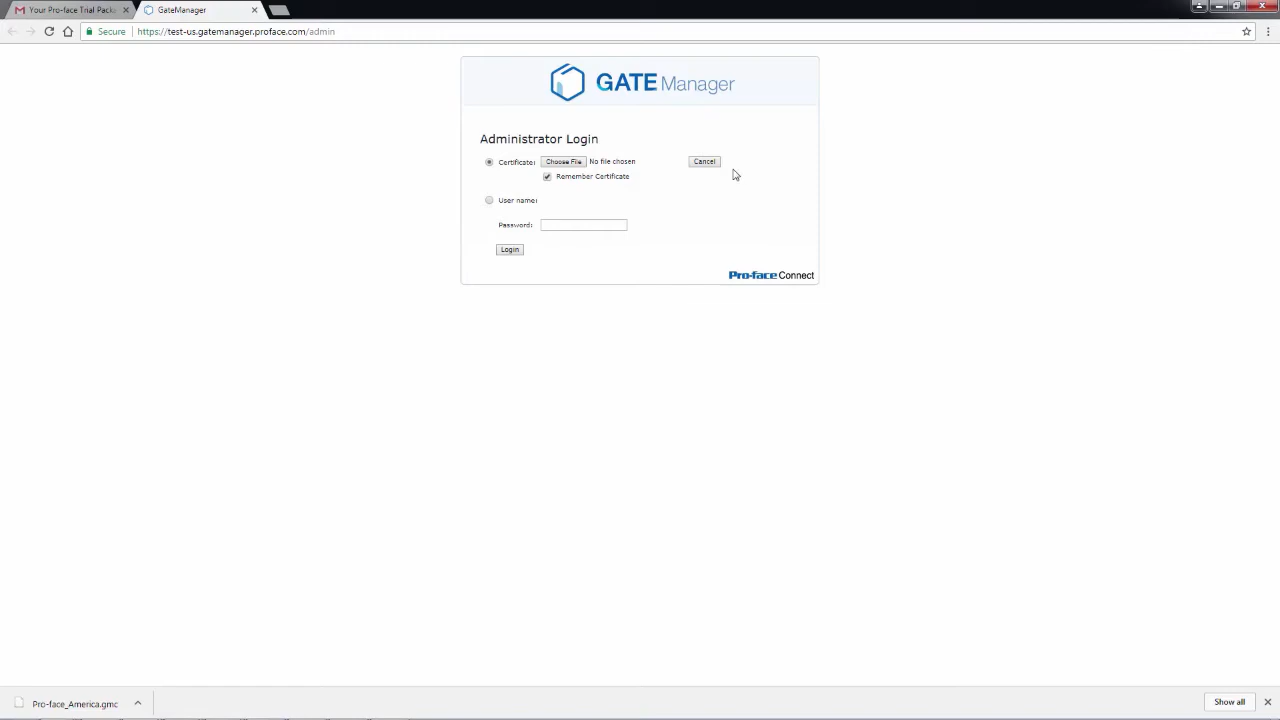 Your Pro-face Trial Packa
GateManager
Secure https://test-us.gatemanager.proface.com/admin
GATE Manager
Administrator Login
Certificate: Choose File No file chosen Cancel
Remember Certificate
User name:
Password:
Login
Pro-face Connect
Pro-face_America.gmc
Show all